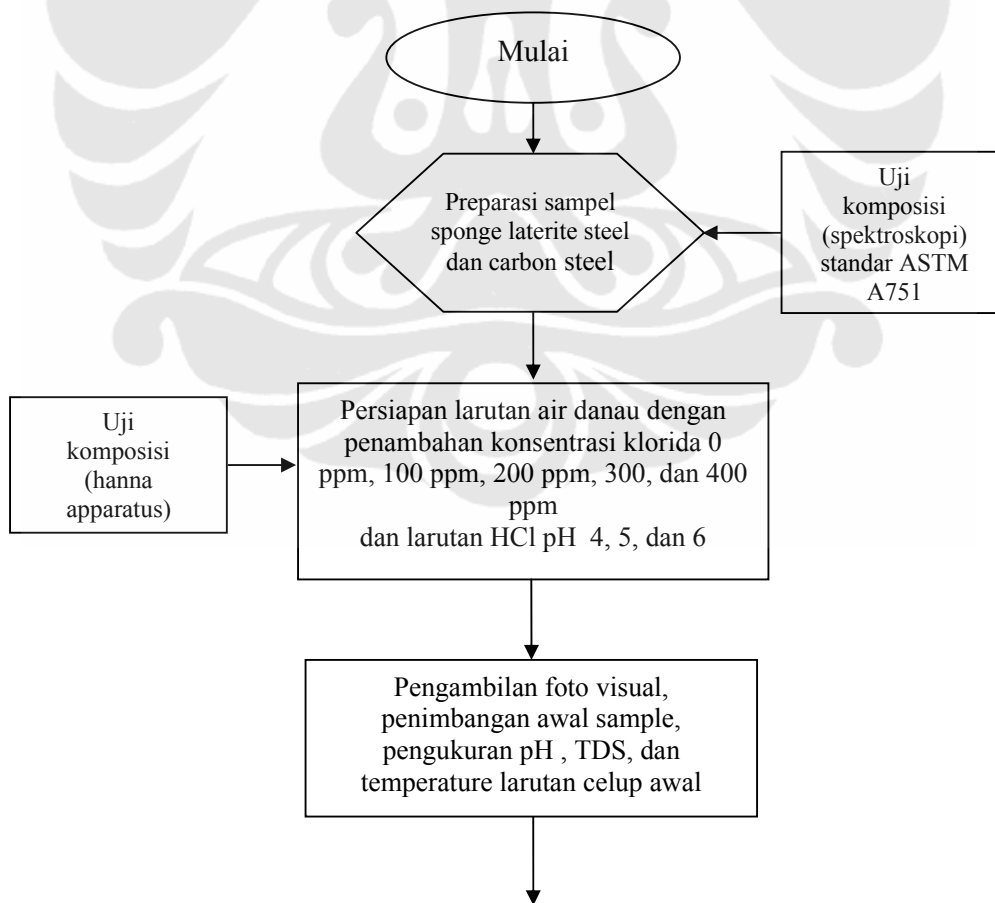 Mulai
Preparasi sampel
sponge laterite steel
dan carbon steel
Uji
komposisi
(spektroskopi)
standar ASTM
A751
Uji
komposisi
(hanna
apparatus)
Persiapan larutan air danau dengan
penambahan konsentrasi klorida 0
ppm, 100 ppm, 200 ppm, 300, dan 400
ppm
dan larutan HCl pH 4, 5, dan 6
Pengambilan foto visual,
penimbangan awal sample,
pengukuran pH , TDS, dan
temperature larutan celup awal